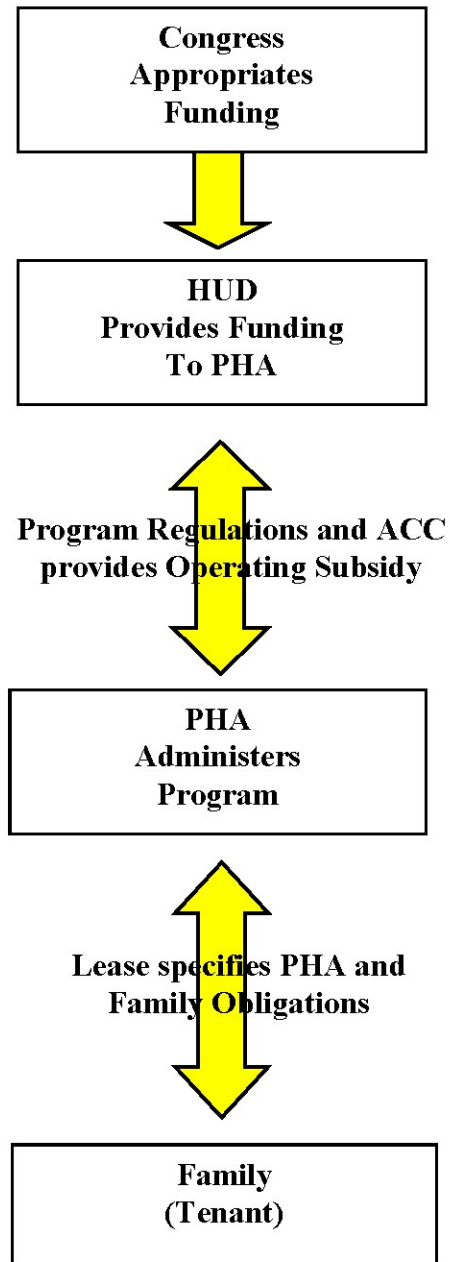 Congress
Appropriates
Funding
HUD
Provides Funding
To PHA
Program Regulations and ACC
provides Operating Subsidy
PHA
Administers
Program
Lease specifies PHA and
Family Obligations
Family
(Tenant)